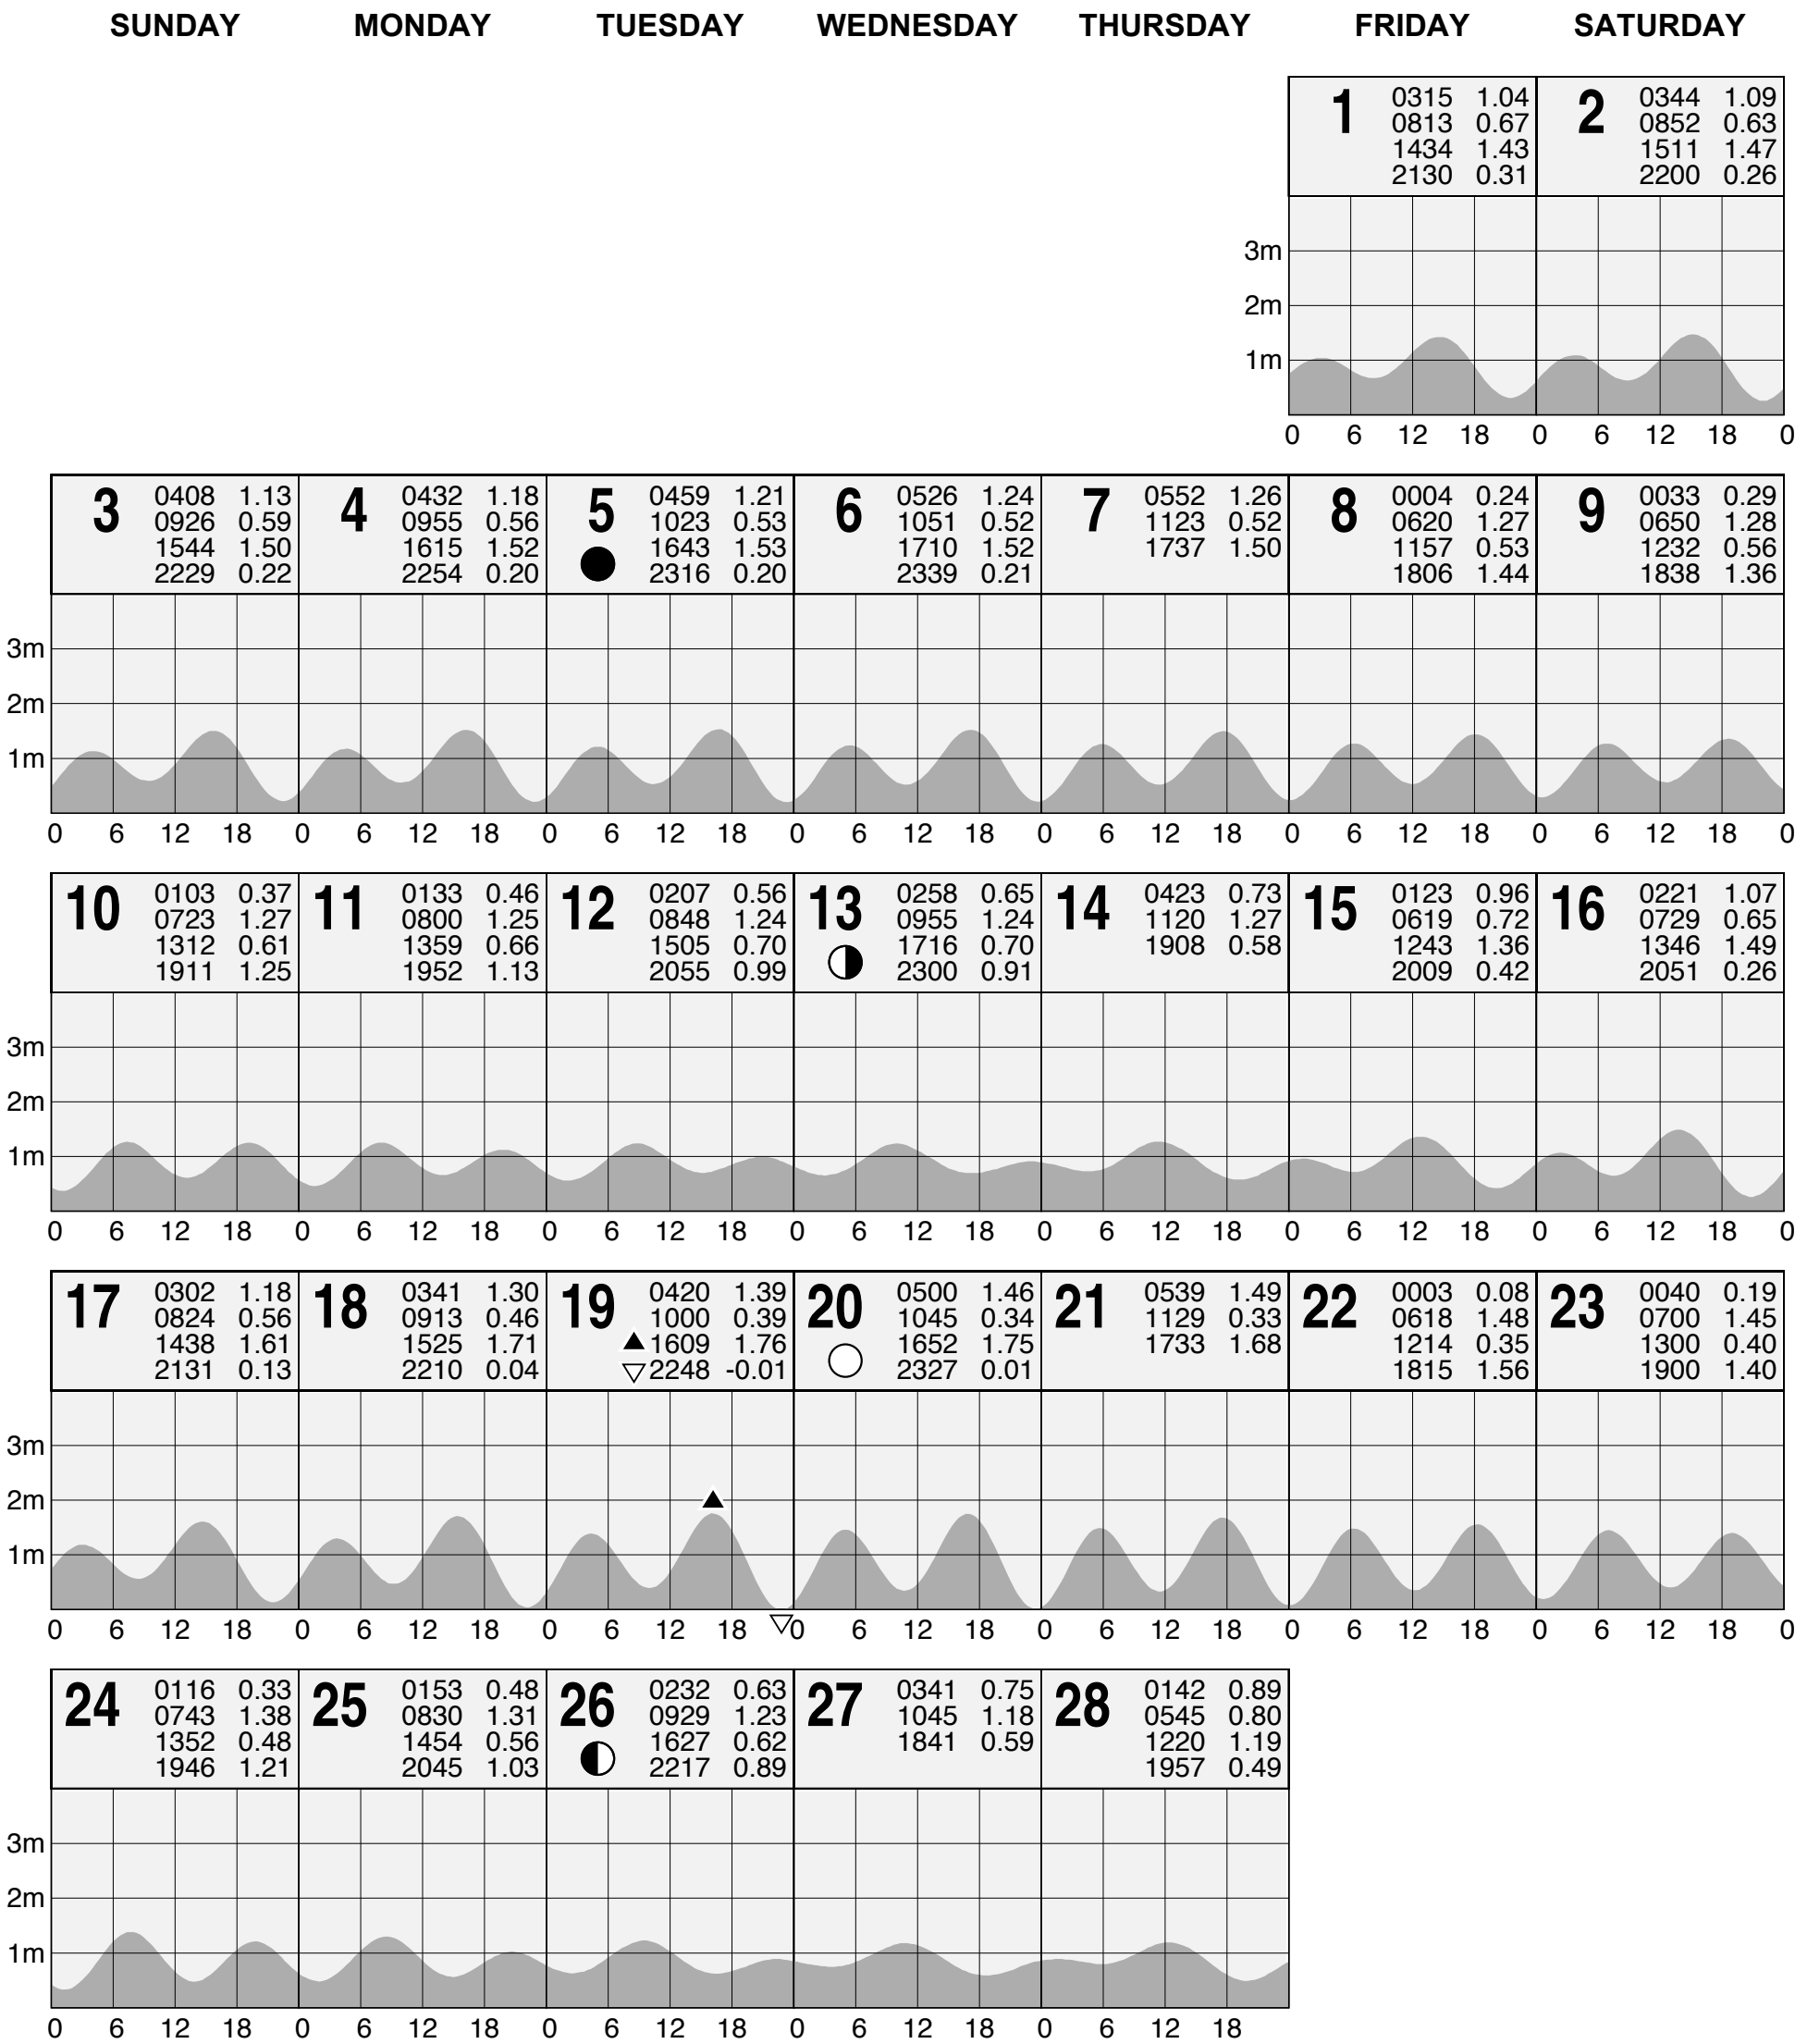 SUNDAY MONDAY TUESDAY WEDNESDAY THURSDAY FRIDAY SATURDAY
1 0315 1.04 2 0344 1.09
0813 0.67 0852 0.63
1434 1.43 1511 1.47
2130 0.31 2200 0.26
3m
2m
1m
0 6 12 18 0 6 12 18 0
3 0408 1.13 4 0432 1.18 5 0459 1.21 6 0526 1.24 7 0552 1.26 8 0004 0.24 9 0033 0.29
0926 0.59 0955 0.56 1023 0.53 1051 0.52 1123 0.52 0620 1.27 0650 1.28
1544 1.50 1615 1.52 1643 1.53 1710 1.52 1737 1.50 1157 0.53 1232 0.56
2229 0.22 2254 0.20 2316 0.20 2339 0.21 1806 1.44 1838 1.36
3m
2m
1m
0 6 12 18 0 6 12 18 0 6 12 18 0 6 12 18 0 6 12 18 0 6 12 18 0 6 12 18 0
10 0103 0.37 11 0133 0.46 12 0207 0.56 13 0258 0.65 14 0423 0.73 15 0123 0.96 16 0221 1.07
0723 1.27 0800 1.25 0848 1.24 0955 1.24 1120 1.27 0619 0.72 0729 0.65
1312 0.61 1359 0.66 1505 0.70 1716 0.70 1908 0.58 1243 1.36 1346 1.49
1911 1.25 1952 1.13 2055 0.99 2300 0.91 2009 0.42 2051 0.26
3m
2m
1m
0 6 12 18 0 6 12 18 0 6 12 18 0 6 12 18 0 6 12 18 0 6 12 18 0 6 12 18 0
17 0302 1.18 18 0341 1.30 19 0420 1.39 20 0500 1.46 21 0539 1.49 22 0003 0.08 23 0040 0.19
0824 0.56 0913 0.46 1000 0.39 1045 0.34 1129 0.33 0618 1.48 0700 1.45
1438 1.61 1525 1.71 1609 1.76 1652 1.75 1733 1.68 1214 0.35 1300 0.40
2131 0.13 2210 0.04 2248 -0.01 2327 0.01 1815 1.56 1900 1.40
3m
2m
1m
0 6 12 18 0 6 12 18 0 6 12 18 0 6 12 18 0 6 12 18 0 6 12 18 0 6 12 18 0
24 0116 0.33 25 0153 0.48 26 0232 0.63 27 0341 0.75 28 0142 0.89
0743 1.38 0830 1.31 0929 1.23 1045 1.18 0545 0.80
1352 0.48 1454 0.56 1627 0.62 1841 0.59 1220 1.19
1946 1.21 2045 1.03 2217 0.89 1957 0.49
3m
2m
1m
0 6 12 18 0 6 12 18 0 6 12 18 0 6 12 18 0 6 12 18